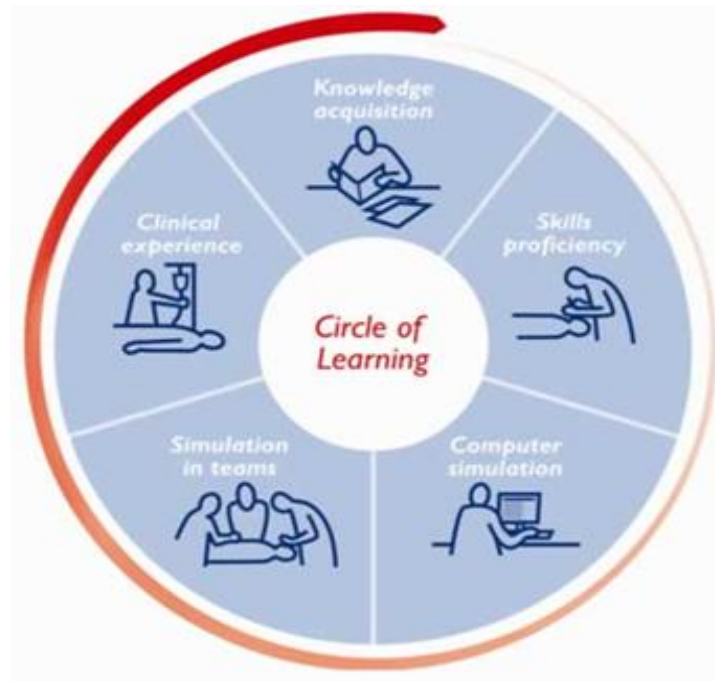 Knowledge
acquisition
Skills
proficiency
Computer
simulation
Simulation
in teams
Clinical
experience
Circle of
Learning